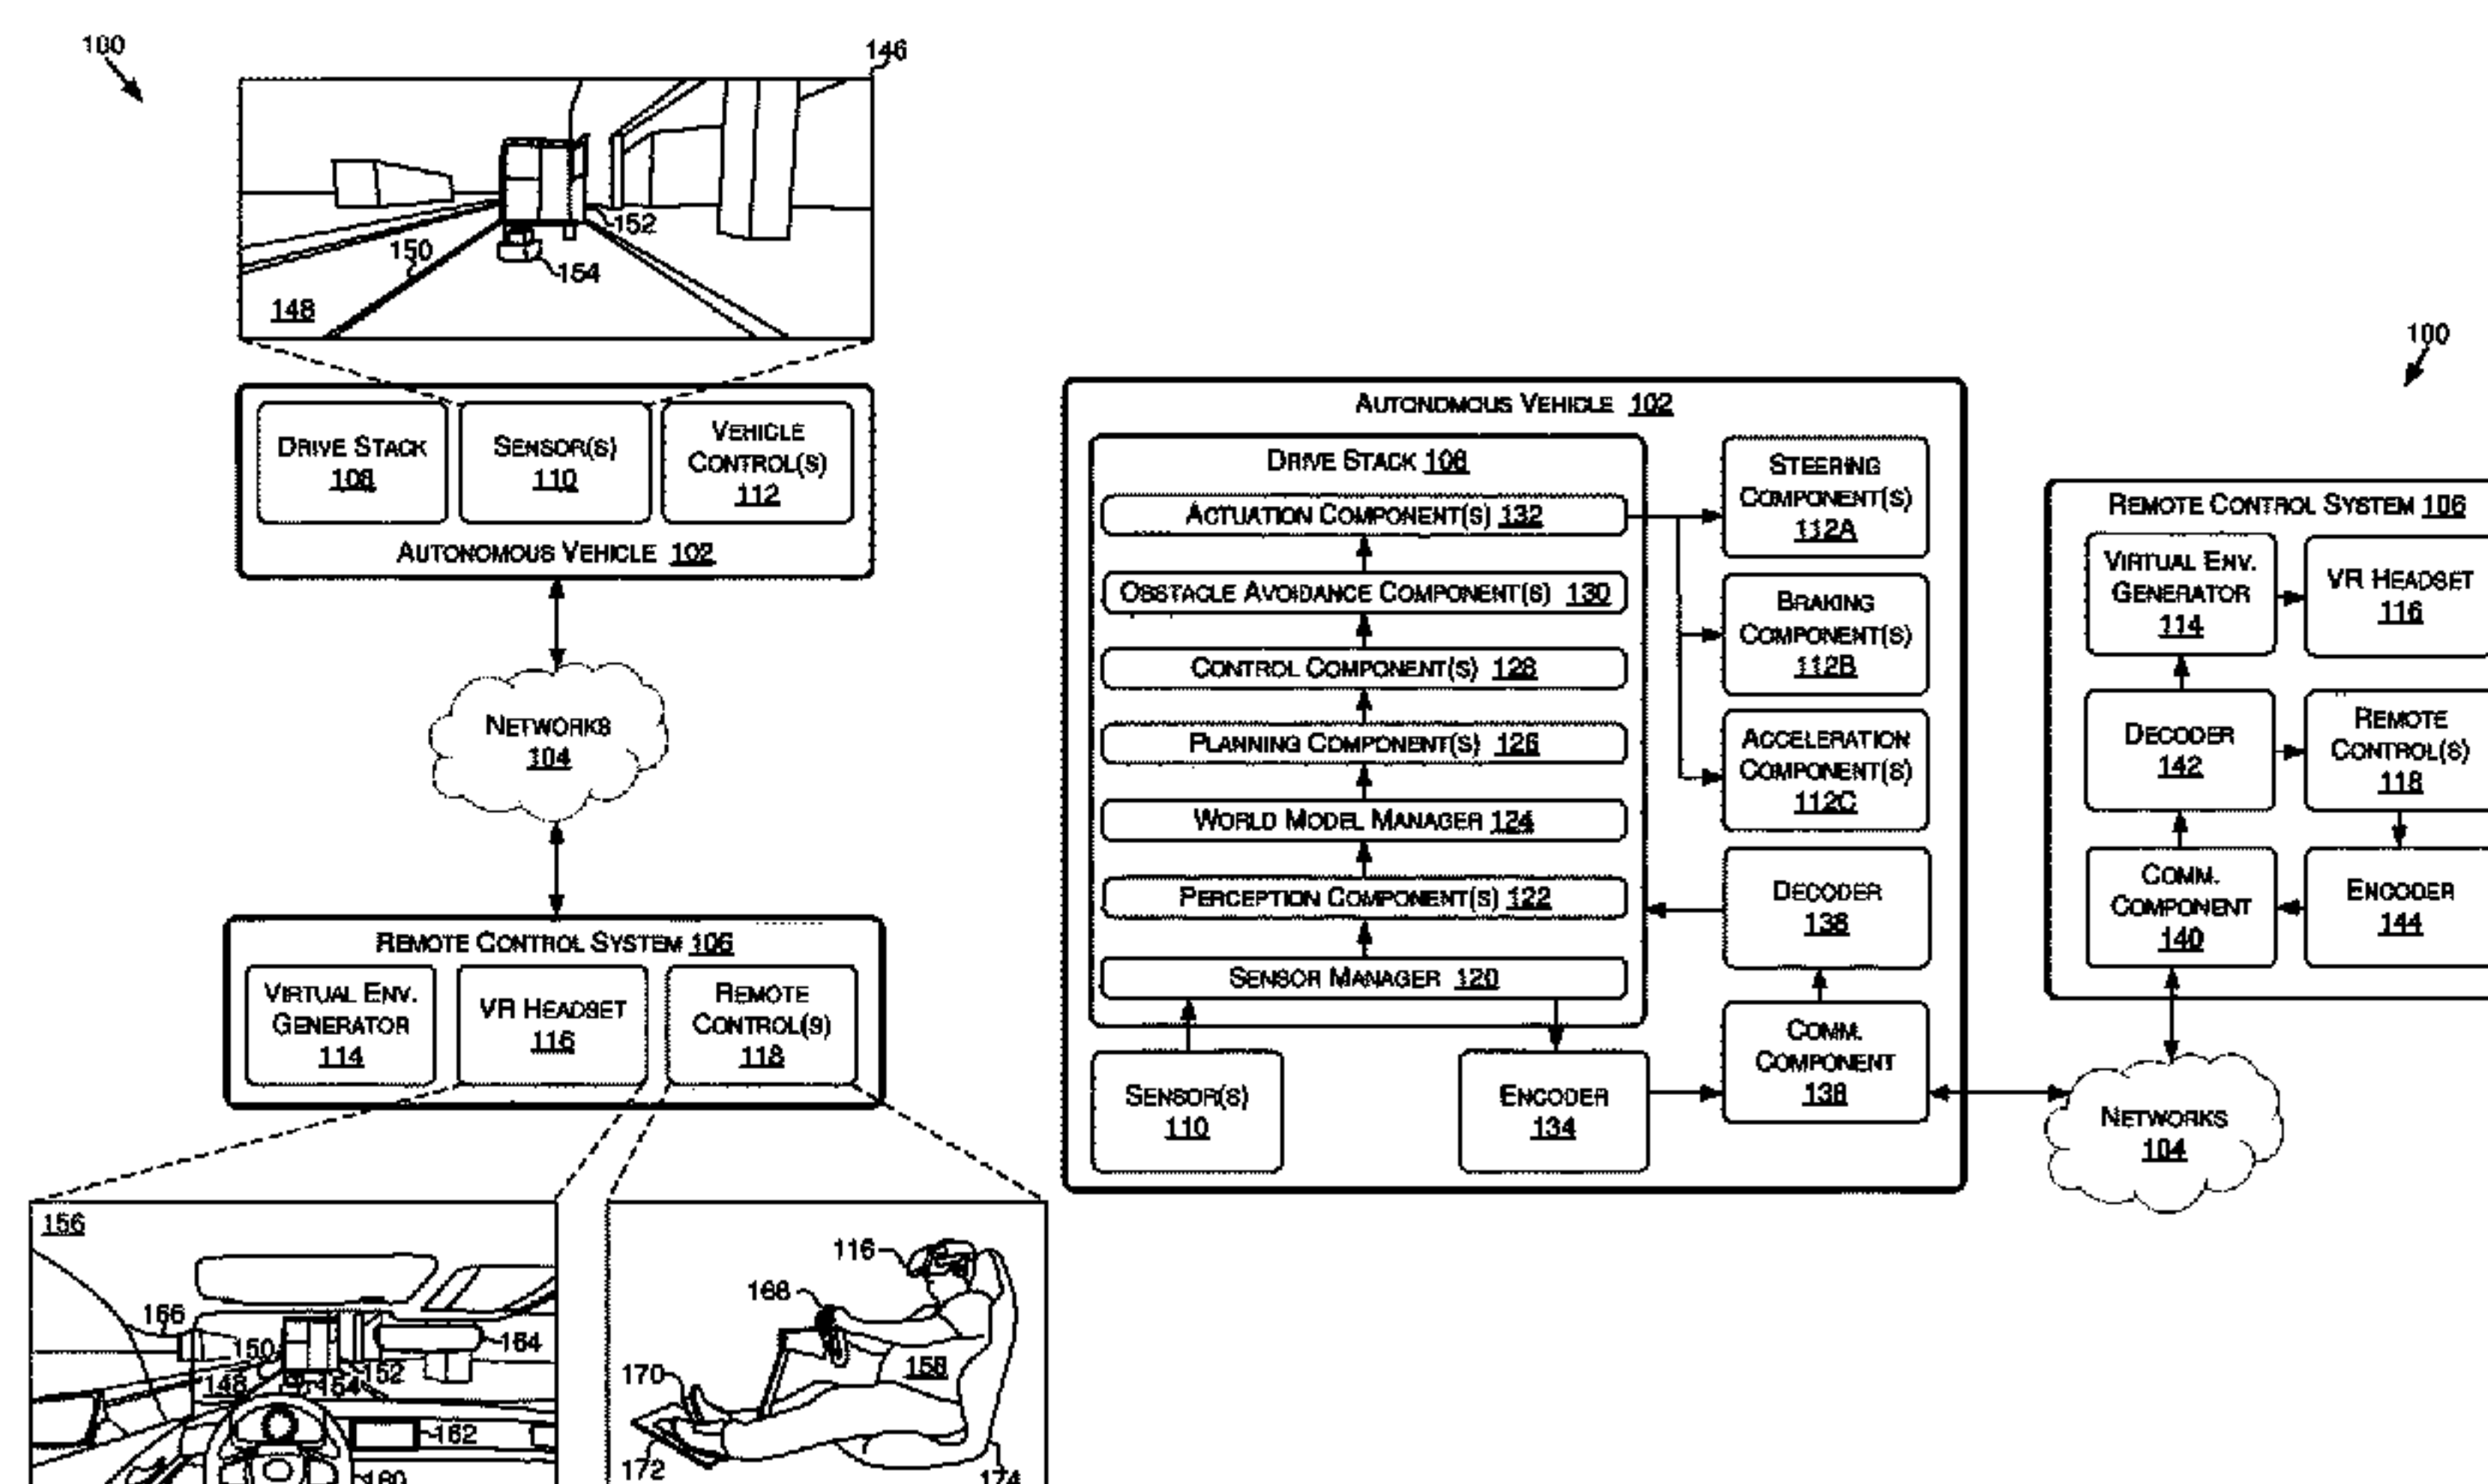 100
146
152
150
154
148
DRIVE STACK
108
SENSOR(S)
110
VEHICLE
CONTROL(S)
112
AUTONOMOUS VEHICLE 102
NETWORKS
104
REMOTE CONTROL SYSTEM 106
VIRTUAL ENV.
GENERATOR
114
VR HEADSET
116
REMOTE
CONTROL(S)
118
156
166
150
148
152
154
164
162
160
116
168
158
170
172
174
100
AUTONOMOUS VEHICLE 102
DRIVE STACK 108
ACTUATION COMPONENT(S) 132
OBSTACLE AVOIDANCE COMPONENT(S) 130
CONTROL COMPONENT(S) 128
PLANNING COMPONENT(S) 126
WORLD MODEL MANAGER 124
PERCEPTION COMPONENT(S) 122
SENSOR MANAGER 120
SENSOR(S)
110
ENCODER
134
STEERING
COMPONENT(S)
112A
BRAKING
COMPONENT(S)
112B
ACCELERATION
COMPONENT(S)
112C
DECODER
138
COMM.
COMPONENT
136
REMOTE CONTROL SYSTEM 106
VIRTUAL ENV.
GENERATOR
114
VR HEADSET
116
DECODER
142
REMOTE
CONTROL(S)
118
COMM.
COMPONENT
140
ENCODER
144
NETWORKS
104